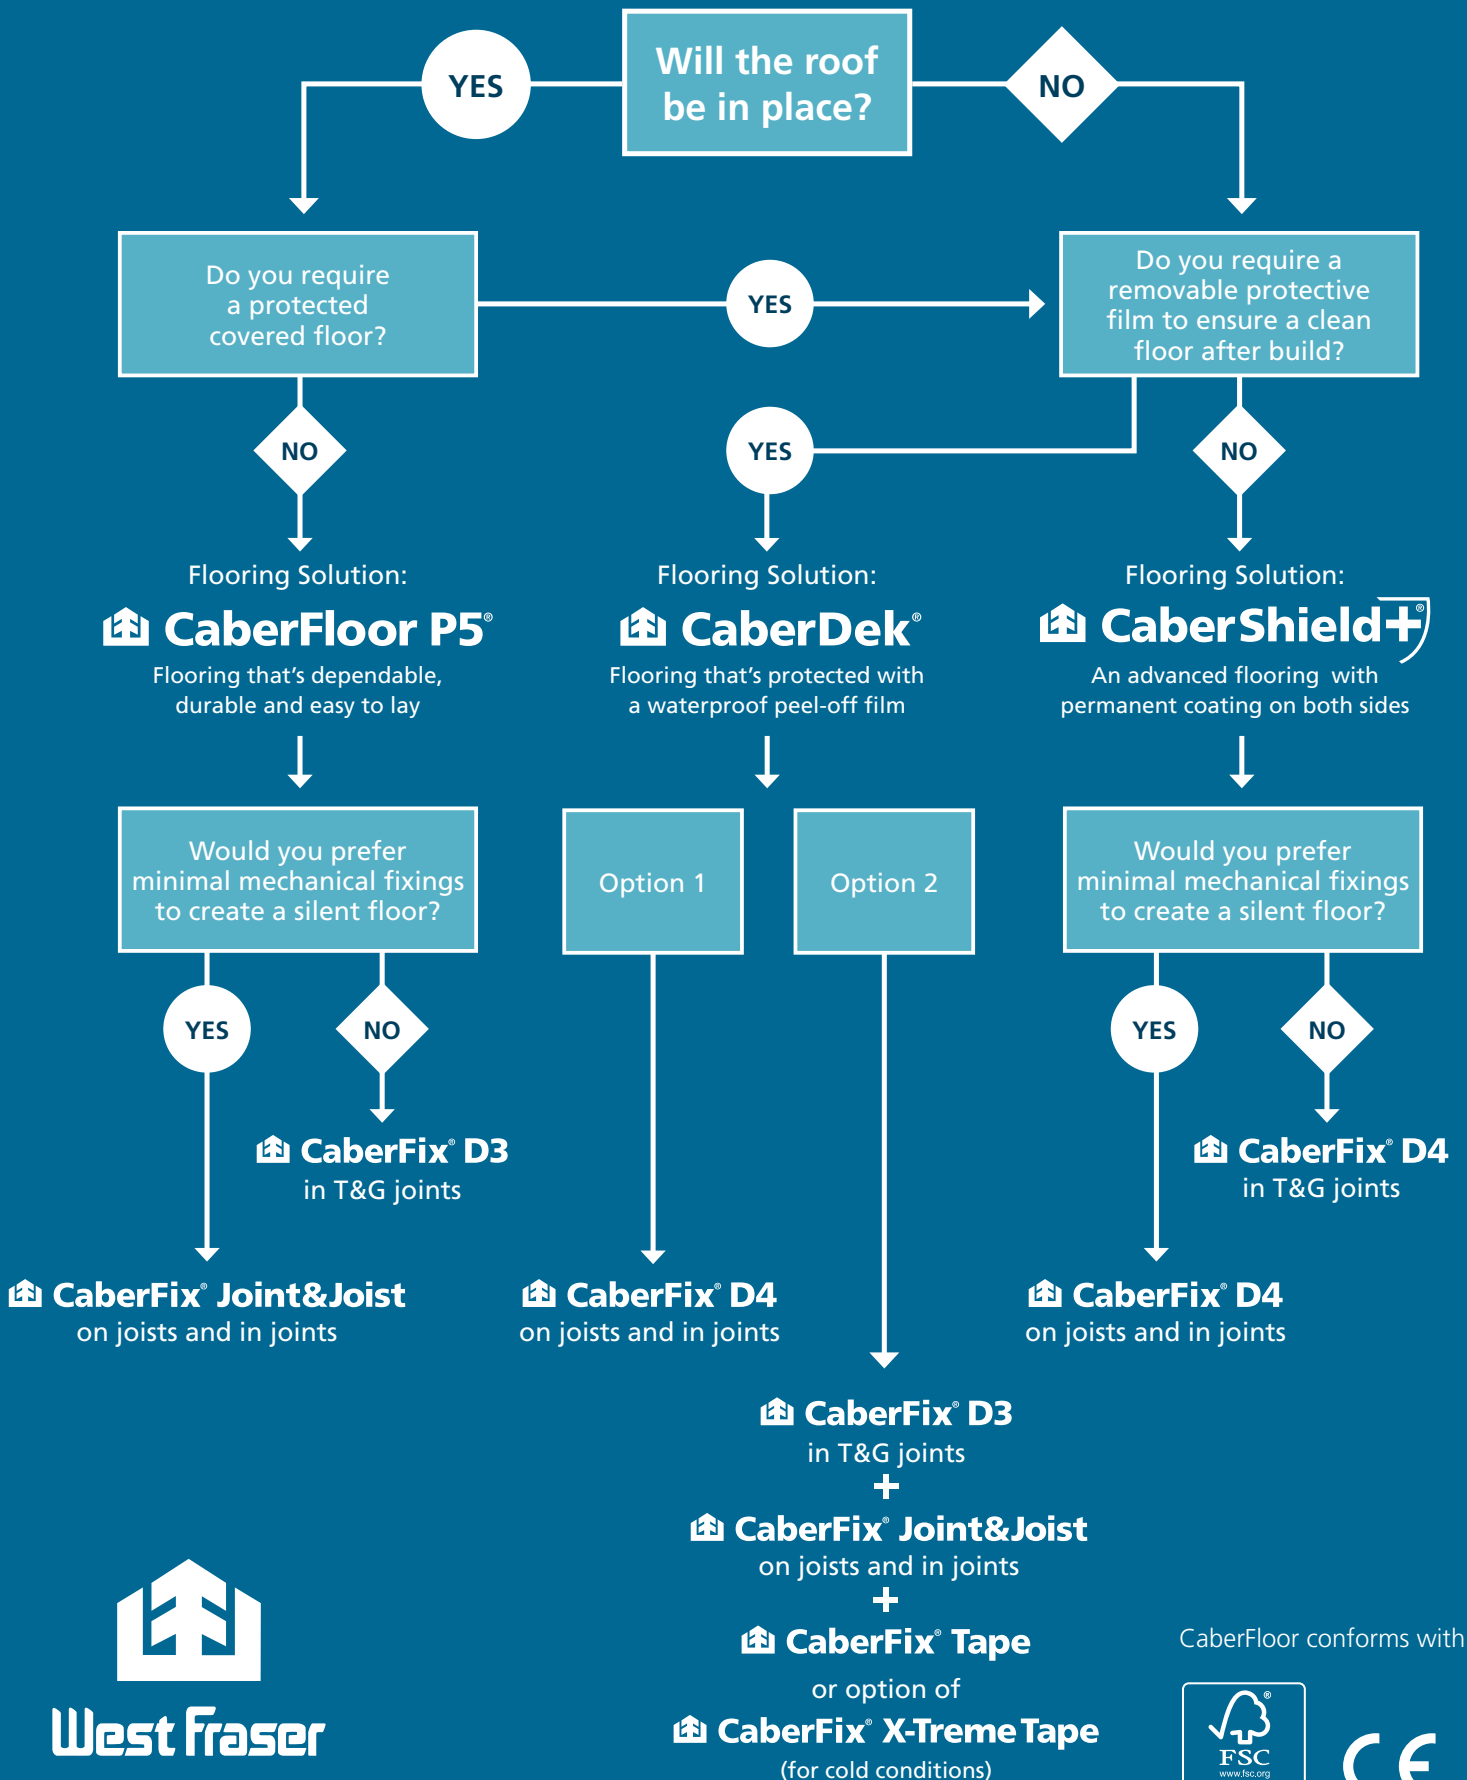 Will the roof
be in place?
YES
NO
Do you require
a protected
covered floor?
YES
Do you require a
removable protective
film to ensure a clean
floor after build?
NO
YES
NO
Flooring Solution:
CaberFloor P5®
Flooring that's dependable,
durable and easy to lay
Flooring Solution:
CaberDek®
Flooring that's protected with
a waterproof peel-off film
Flooring Solution:
CaberShield+®
An advanced flooring with
permanent coating on both sides
Would you prefer
minimal mechanical fixings
to create a silent floor?
Option 1
Option 2
Would you prefer
minimal mechanical fixings
to create a silent floor?
YES
NO
YES
NO
CaberFix® D3
in T&G joints
CaberFix® D4
in T&G joints
CaberFix® Joint&Joist
on joists and in joints
CaberFix® D4
on joists and in joints
CaberFix® D4
on joists and in joints
CaberFix® D3
in T&G joints
+
CaberFix® Joint&Joist
on joists and in joints
+
CaberFix® Tape
or option of
CaberFix® X-Treme Tape
(for cold conditions)
West Fraser
CaberFloor conforms with
®
FSC
www.fsc.org
CE